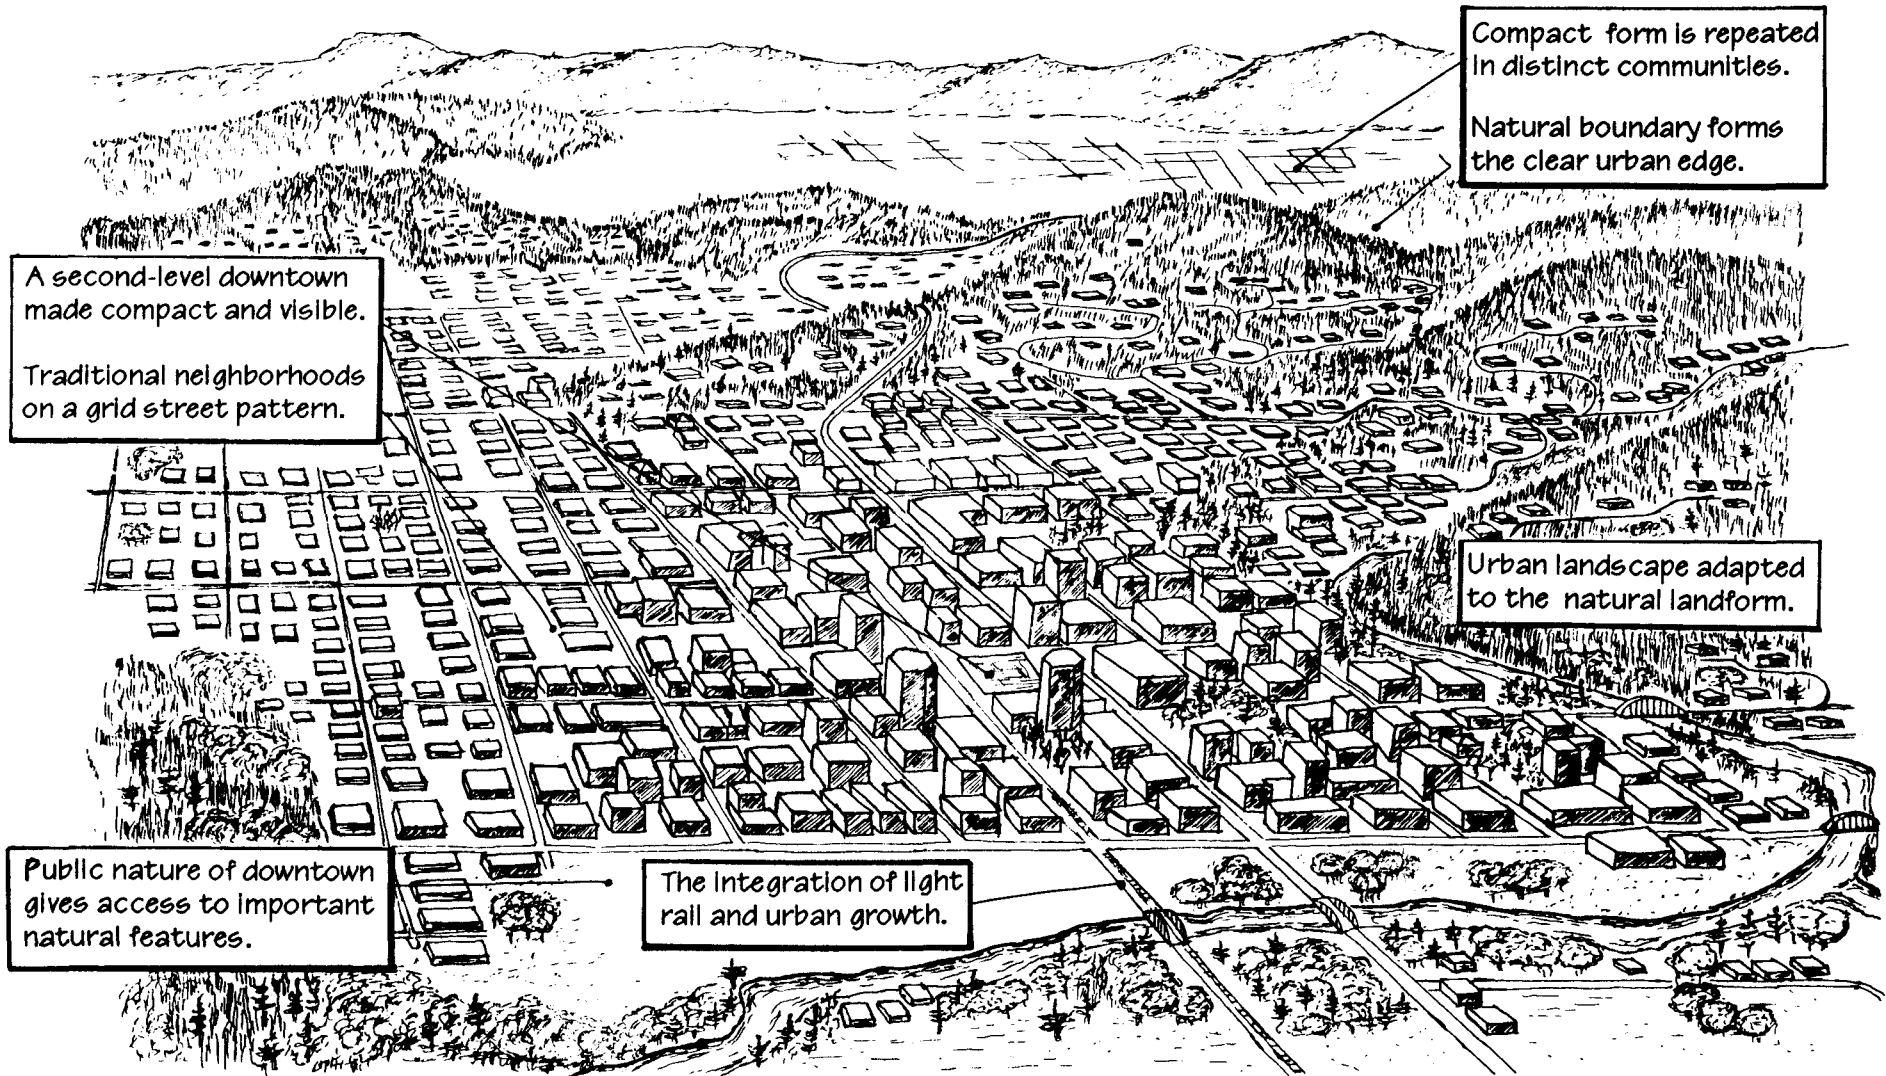 Compact form is repeated
in distinct communities.
Natural boundary forms
the clear urban edge.
A second-level downtown
made compact and visible.
Traditional neighborhoods
on a grid street pattern.
Urban landscape adapted
to the natural landform.
Public nature of downtown
gives access to important
natural features.
The integration of light
rail and urban growth.